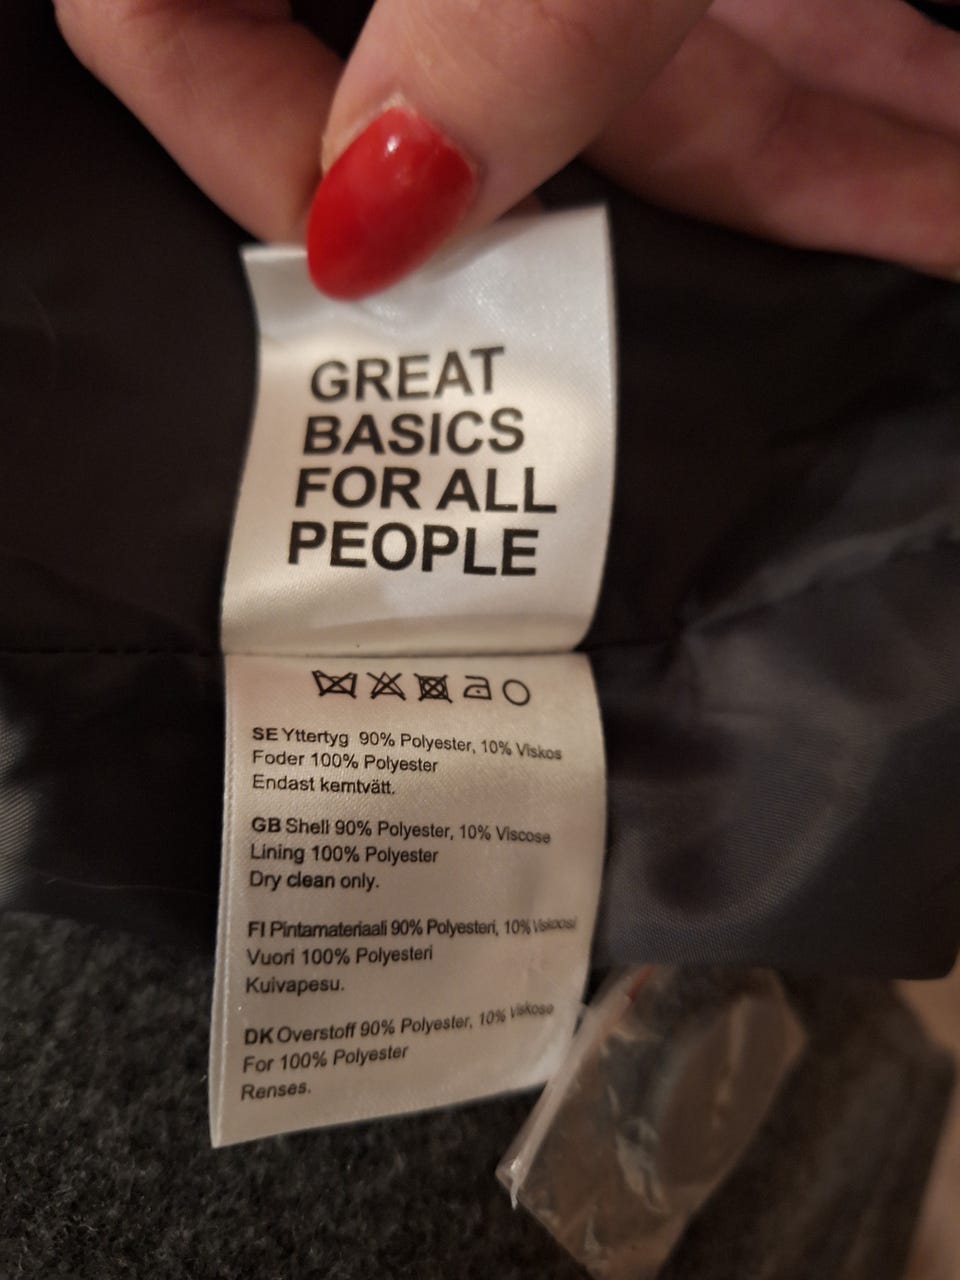 GREAT
BASICS
FOR ALL
PEOPLE
SE Yttertyg 90% Polyester, 10% Viskos
Foder 100% Polyester
Endast kemtvätt.
GB Shell 90% Polyester, 10% Viscose
Lining 100% Polyester
Dry clean only.
FI Pintamateriaali 90% Polyesteri, 10% Viskoosi
Vuori 100% Polyesteri
Kuivapesu.
DK Overstoff 90% Polyester, 10% Viskose
For 100% Polyester
Renses.